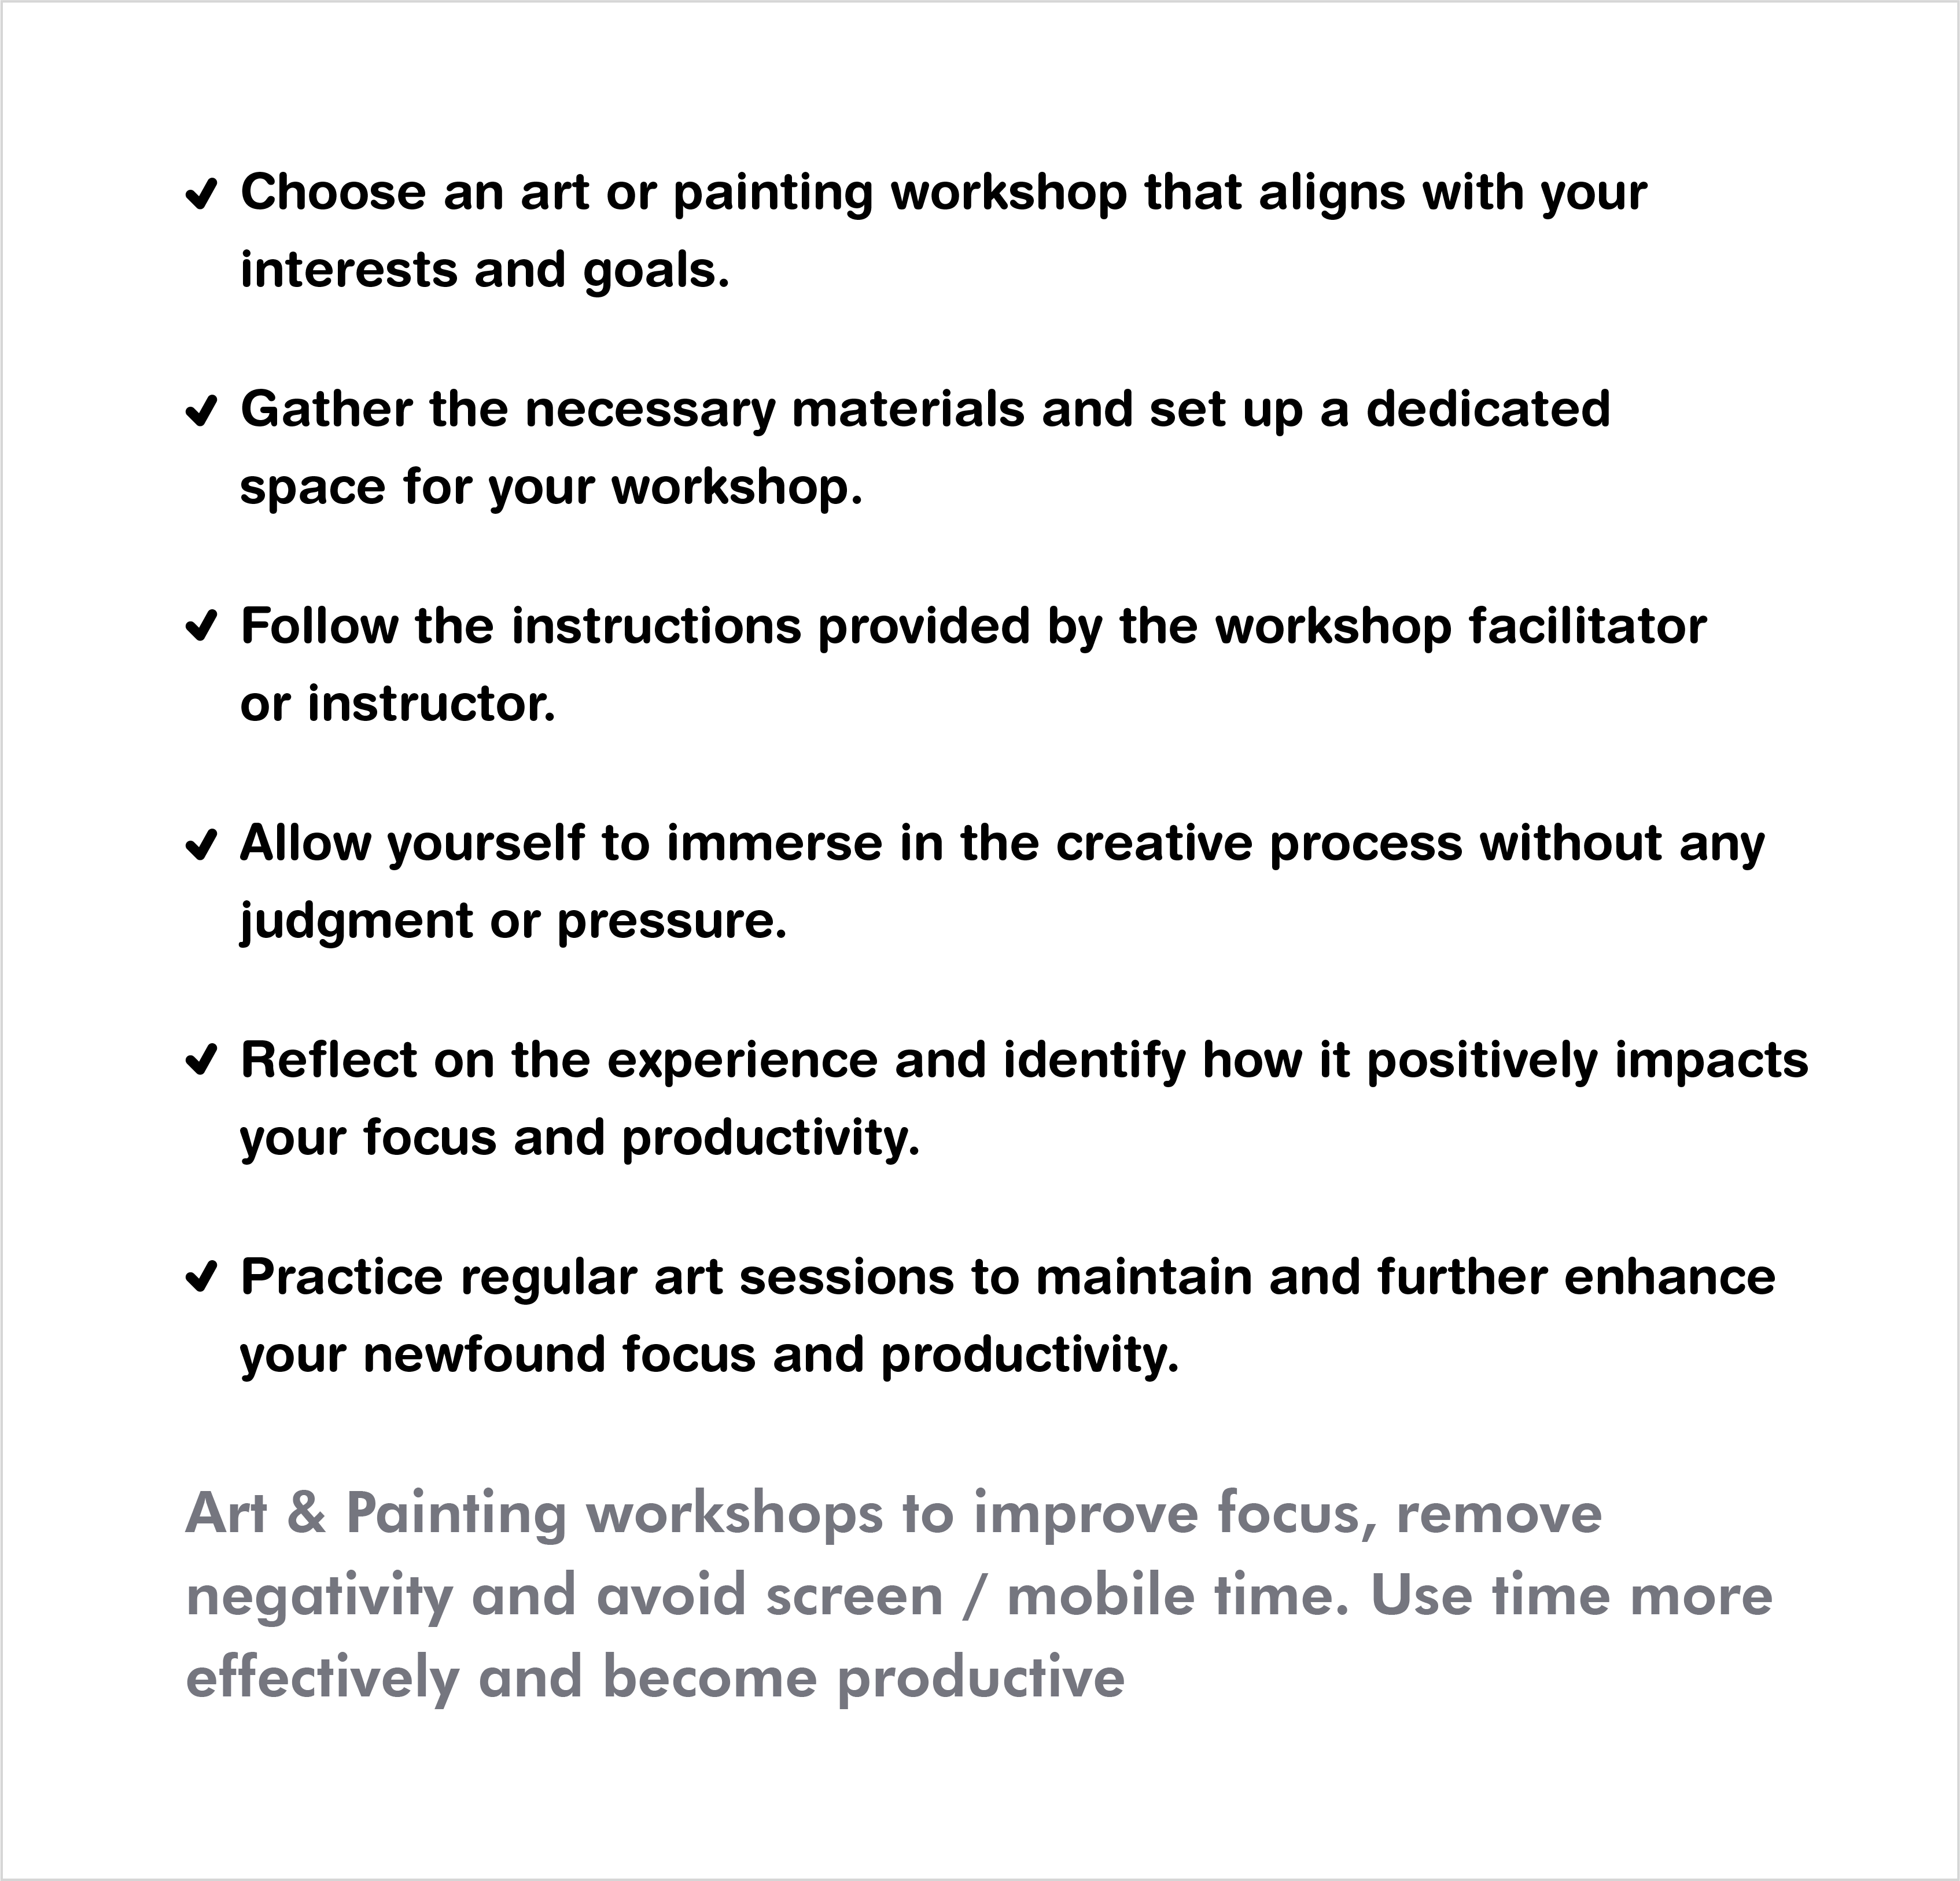 ✔ Choose an art or painting workshop that aligns with your
interests and goals.
✔ Gather the necessary materials and set up a dedicated
space for your workshop.
✔ Follow the instructions provided by the workshop facilitator
or instructor.
✔ Allow yourself to immerse in the creative process without any
judgment or pressure.
✔ Reflect on the experience and identify how it positively impacts
your focus and productivity.
✔ Practice regular art sessions to maintain and further enhance
your newfound focus and productivity.
Art & Painting workshops to improve focus, remove
negativity and avoid screen / mobile time. Use time more
effectively and become productive